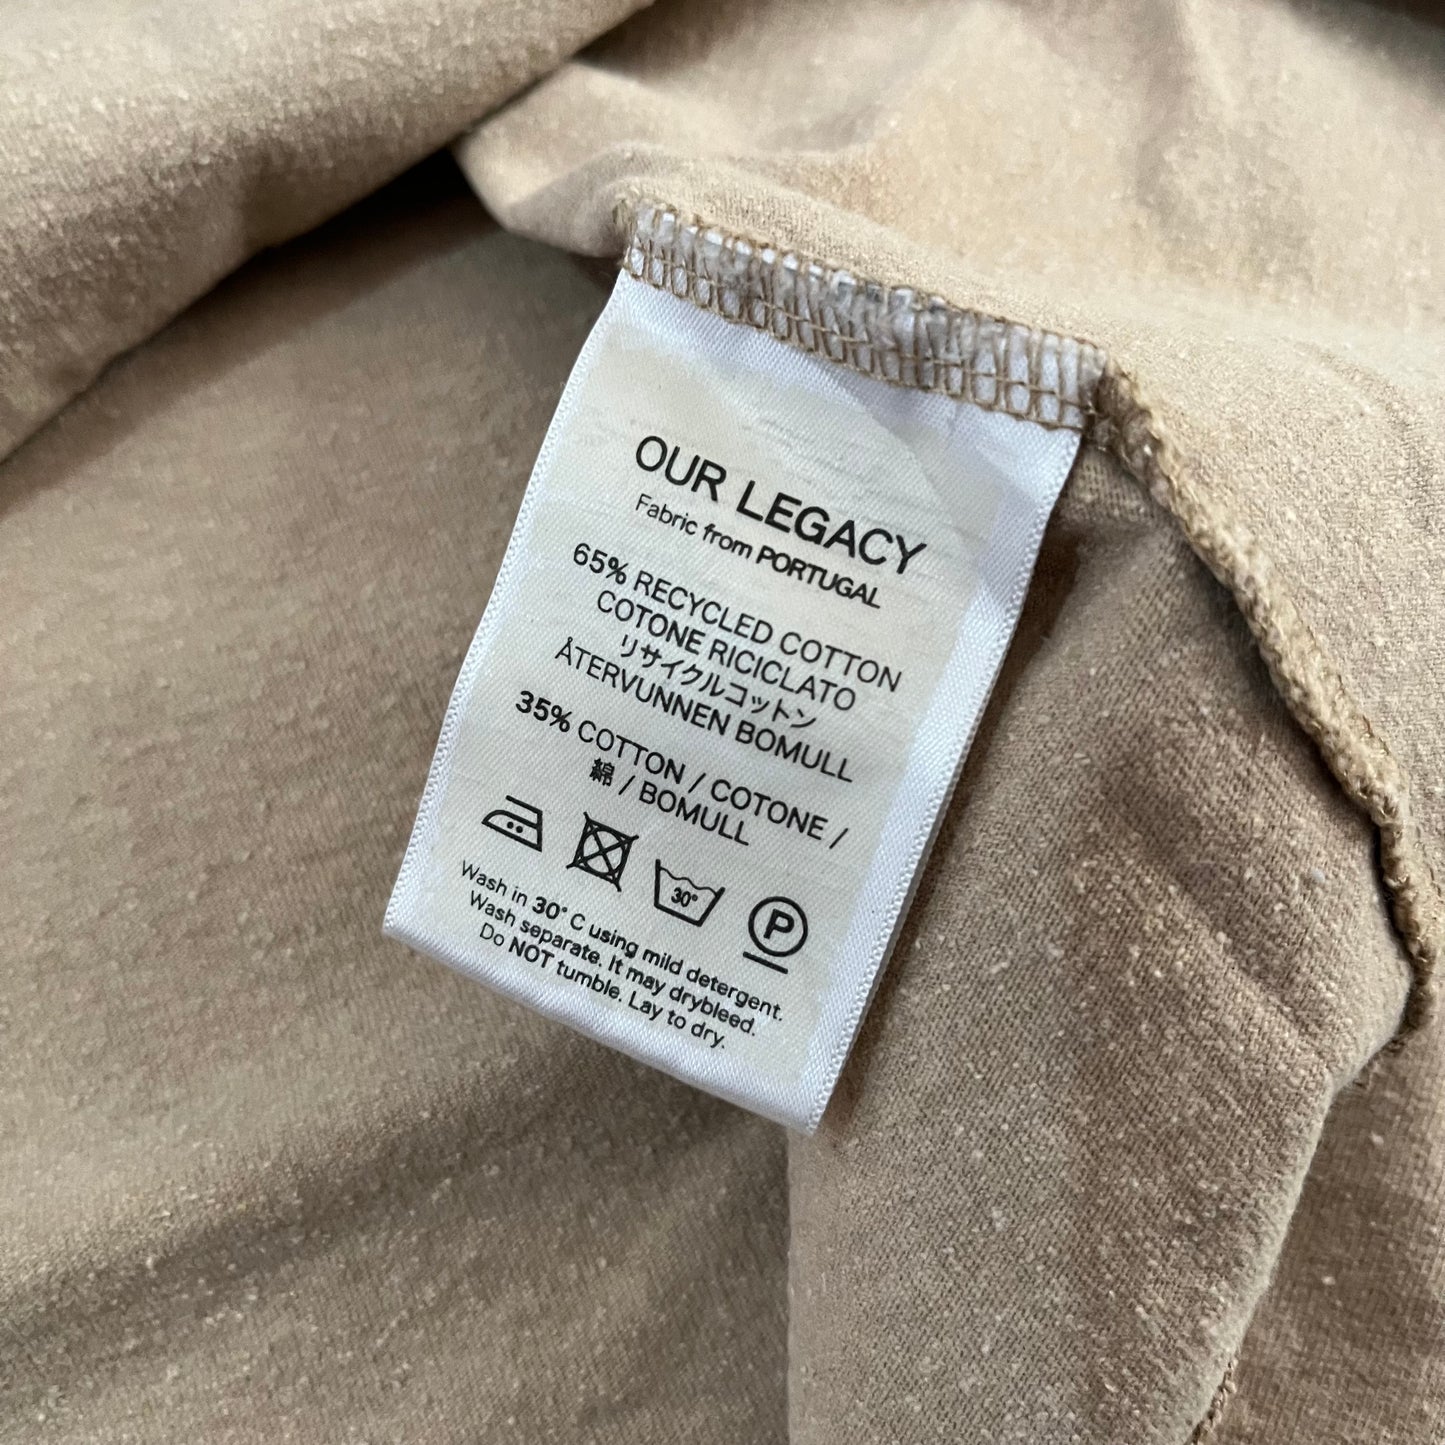 OUR LEGACY
Fabric from PORTUGAL
65% RECYCLED COTTON
COTONE RICICLATO
リサイクルコットン
ÅTERVUNNEN BOMULL
35% COTTON / COTONE /
綿 / BOMULL
30°
P
Wash in 30° C using mild detergent.
Wash separate. It may drybleed.
Do NOT tumble. Lay to dry.